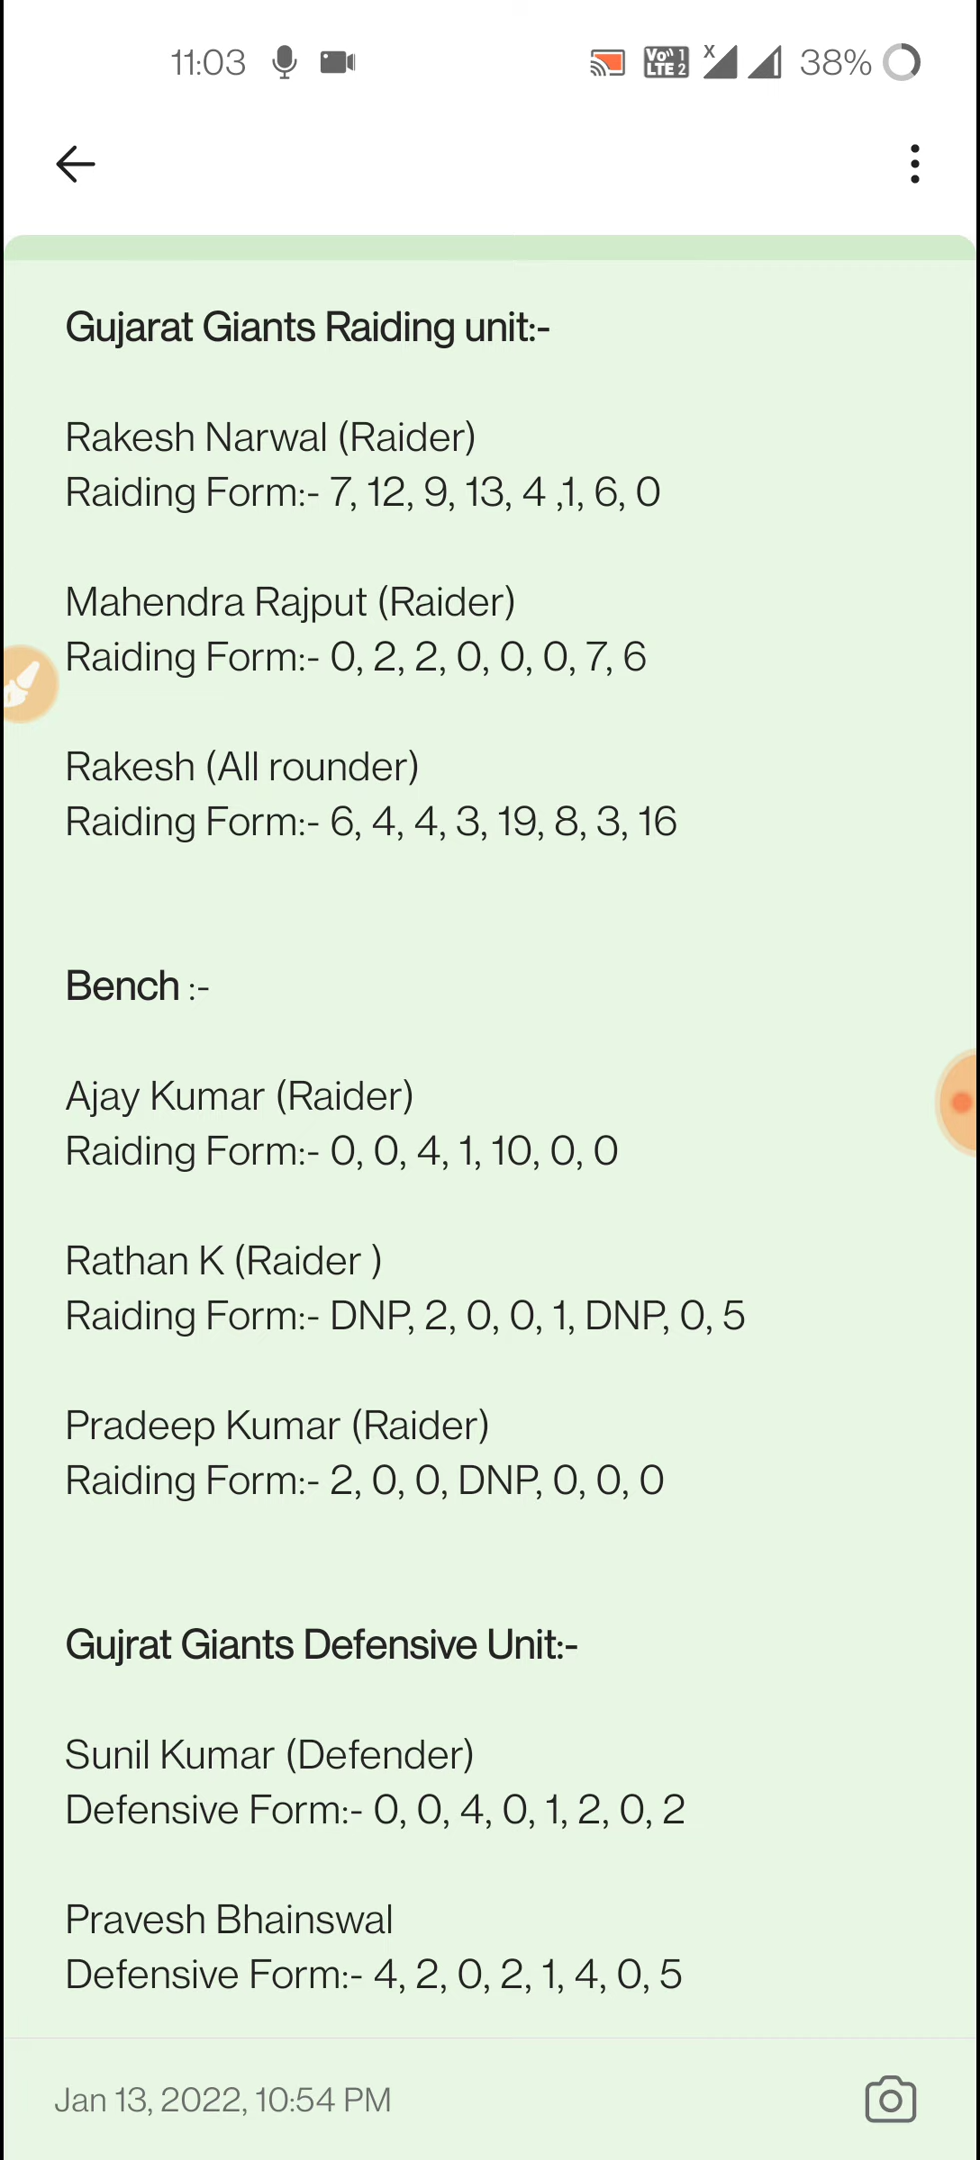 11:03
Vo 1
LTE 2
x
38%
Gujarat Giants Raiding unit:-
Rakesh Narwal (Raider)
Raiding Form:- 7, 12, 9, 13, 4 ,1, 6, 0
Mahendra Rajput (Raider)
Raiding Form:- 0, 2, 2, 0, 0, 0, 7, 6
Rakesh (All rounder)
Raiding Form:- 6, 4, 4, 3, 19, 8, 3, 16
Bench :-
Ajay Kumar (Raider)
Raiding Form:- 0, 0, 4, 1, 10, 0, 0
Rathan K (Raider )
Raiding Form:- DNP, 2, 0, 0, 1, DNP, 0, 5
Pradeep Kumar (Raider)
Raiding Form:- 2, 0, 0, DNP, 0, 0, 0
Gujrat Giants Defensive Unit:-
Sunil Kumar (Defender)
Defensive Form:- 0, 0, 4, 0, 1, 2, 0, 2
Pravesh Bhainswal
Defensive Form:- 4, 2, 0, 2, 1, 4, 0, 5
Jan 13, 2022, 10:54 PM